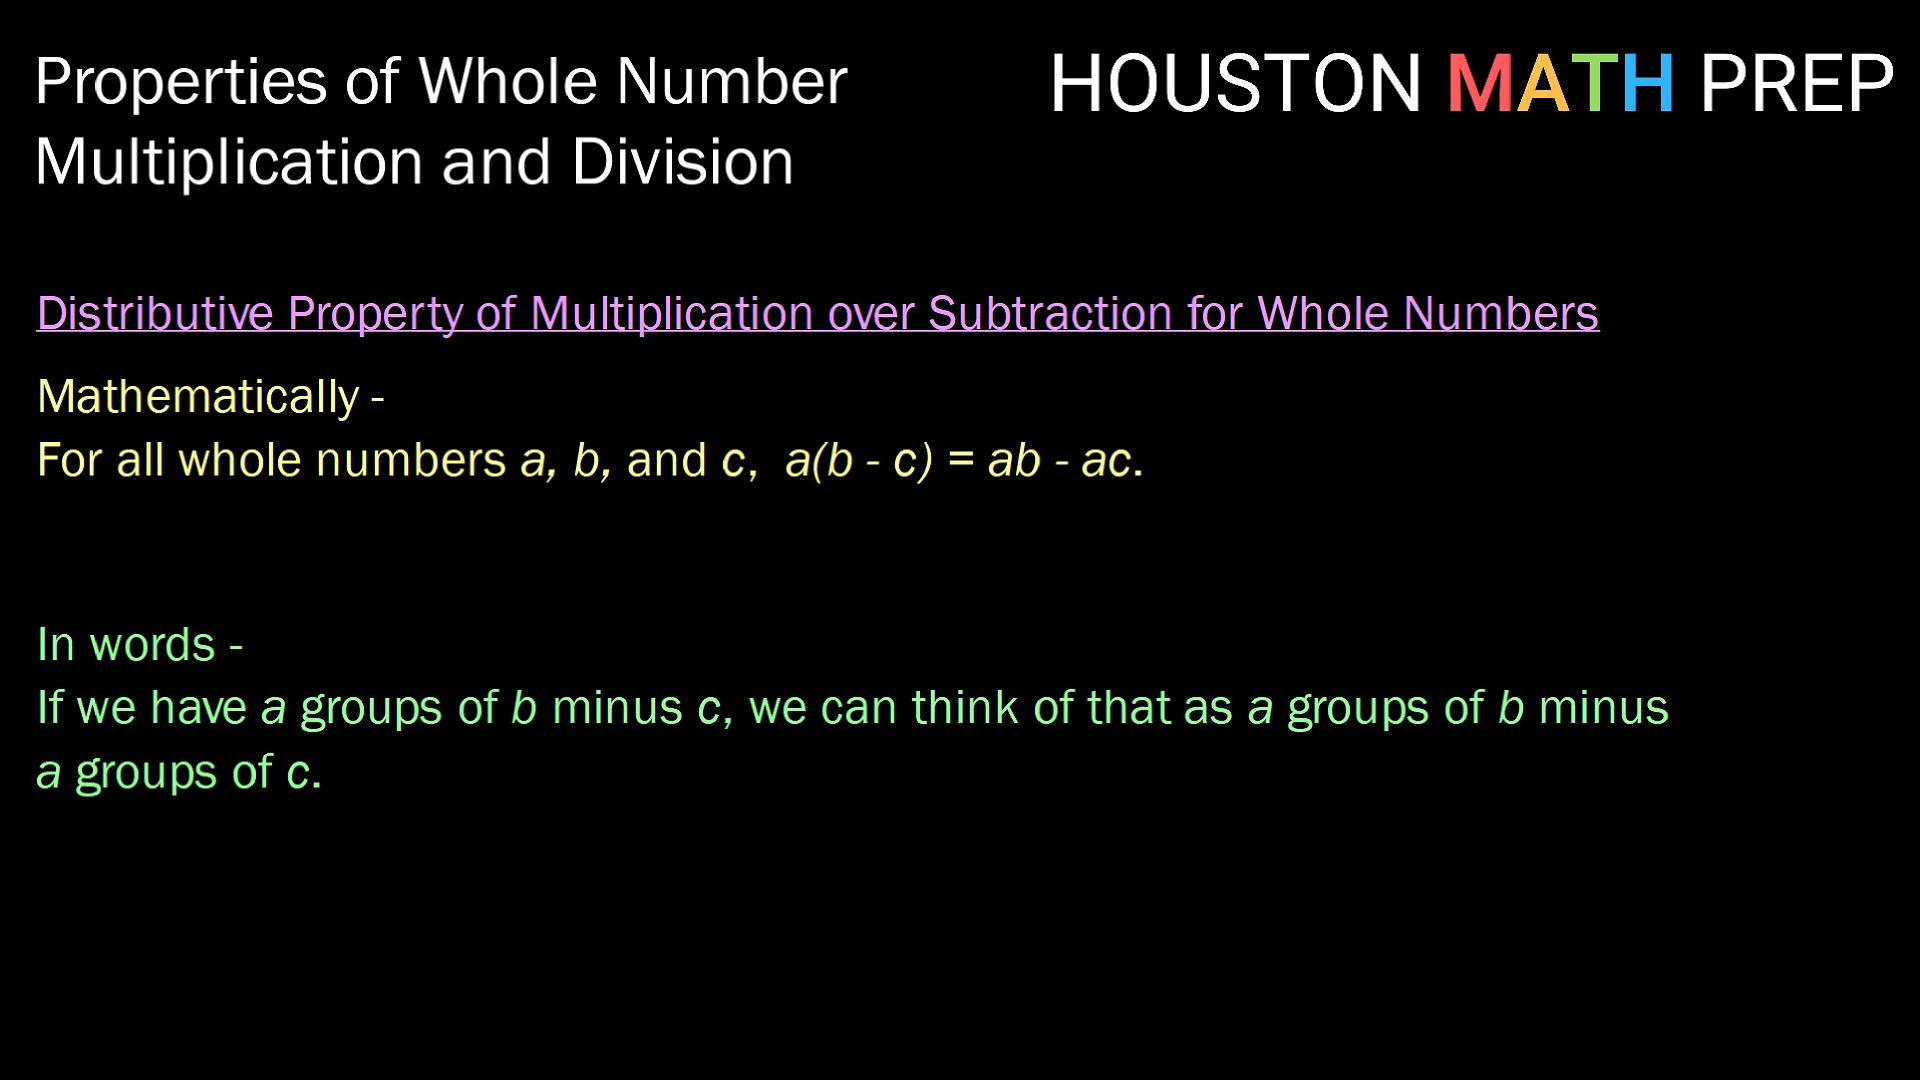 Properties of Whole Number
Multiplication and Division
HOUSTON MATH PREP
Distributive Property of Multiplication over Subtraction for Whole Numbers
Mathematically -
For all whole numbers a, b, and c, a(b - c) = ab - ac.
In words -
If we have a groups of b minus c, we can think of that as a groups of b minus
a groups of c.